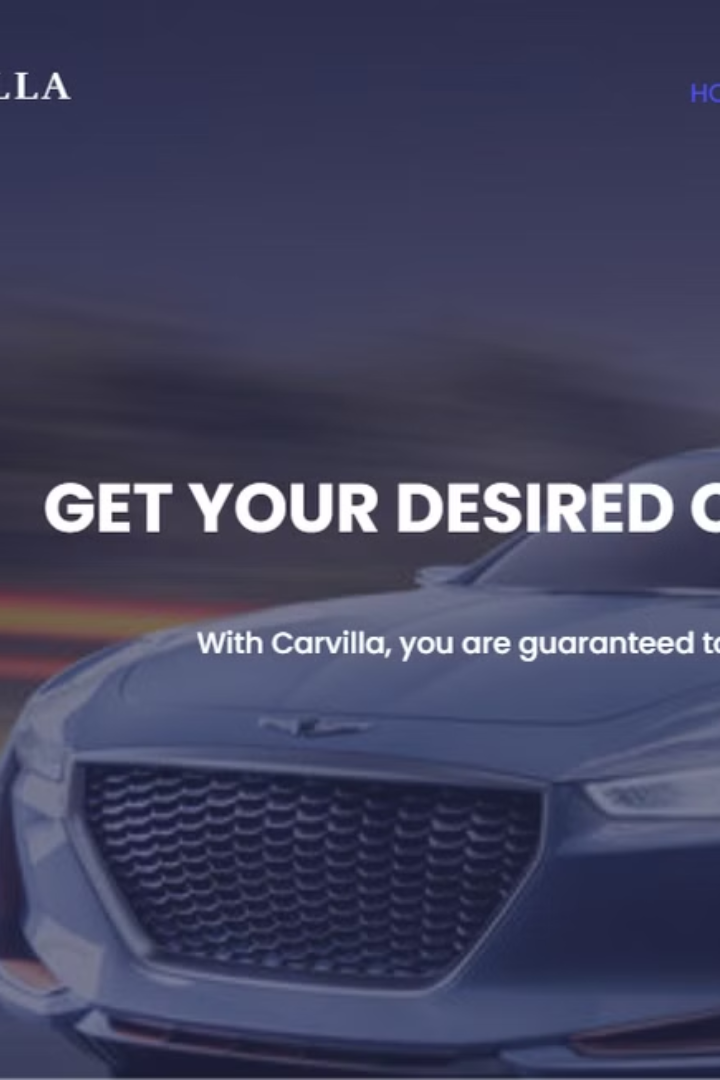 LLA
HO
GET YOUR DESIRED C
With Carvilla, you are guaranteed to